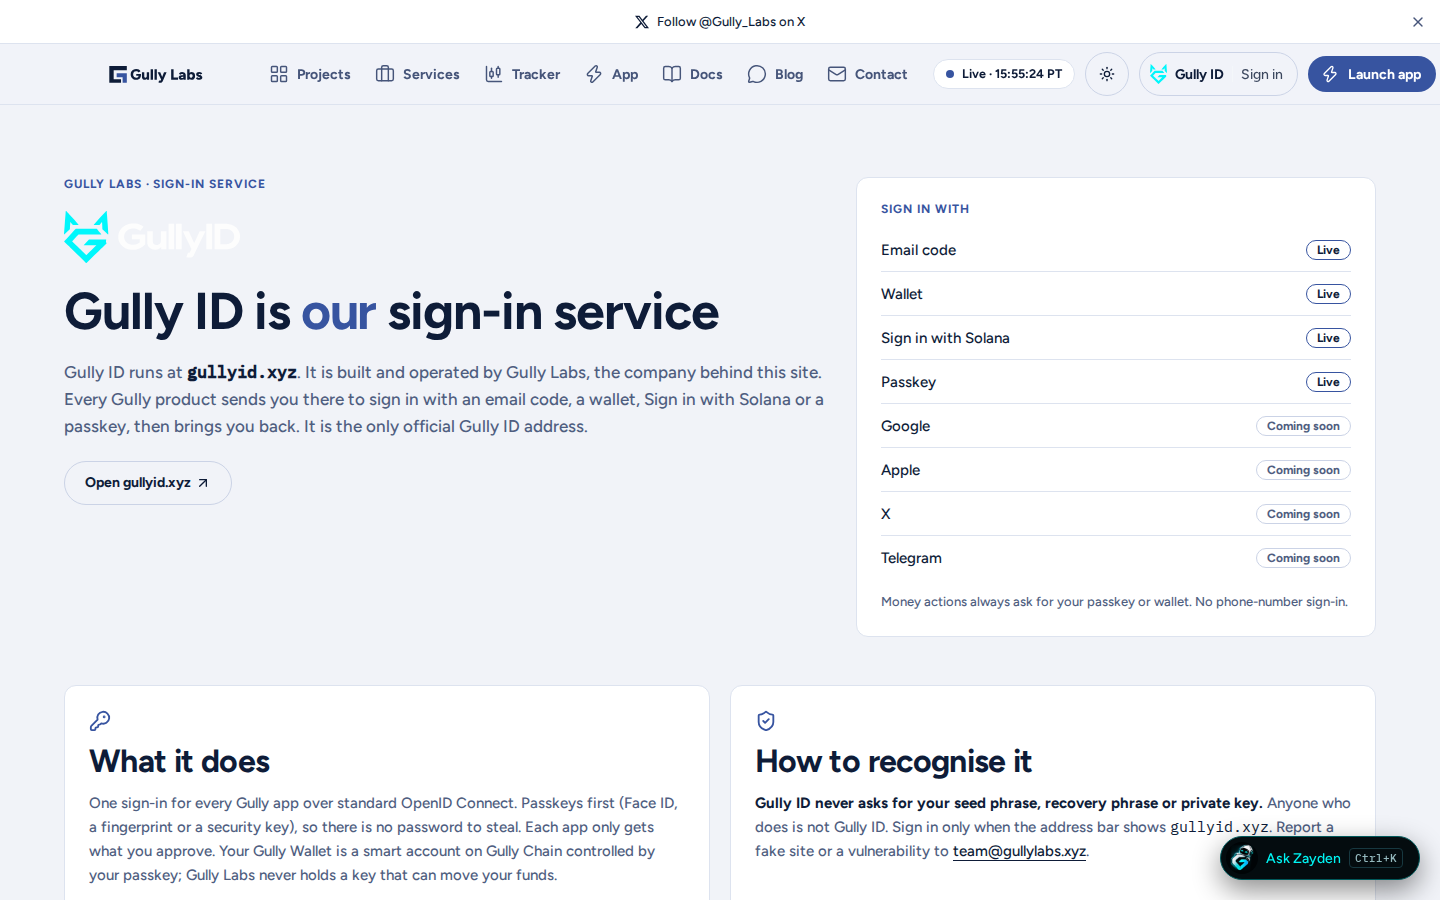 Follow @Gully_Labs on X
Gully Labs
Projects
Services
Tracker
App
Docs
Blog
Contact
Live · 15:55:24 PT
Gully ID
Sign in
Launch app
GULLY LABS · SIGN-IN SERVICE
GullyID
Gully ID is our sign-in service
Gully ID runs at gullyid.xyz. It is built and operated by Gully Labs, the company behind this site.
Every Gully product sends you there to sign in with an email code, a wallet, Sign in with Solana or a
passkey, then brings you back. It is the only official Gully ID address.
Open gullyid.xyz
SIGN IN WITH
Email code Live
Wallet Live
Sign in with Solana Live
Passkey Live
Google Coming soon
Apple Coming soon
X Coming soon
Telegram Coming soon
Money actions always ask for your passkey or wallet. No phone-number sign-in.
What it does
One sign-in for every Gully app over standard OpenID Connect. Passkeys first (Face ID,
a fingerprint or a security key), so there is no password to steal. Each app only gets
what you approve. Your Gully Wallet is a smart account on Gully Chain controlled by
your passkey; Gully Labs never holds a key that can move your funds.
How to recognise it
Gully ID never asks for your seed phrase, recovery phrase or private key. Anyone who
does is not Gully ID. Sign in only when the address bar shows gullyid.xyz. Report a
fake site or a vulnerability to team@gullylabs.xyz.
Ask Zayden Ctrl+K